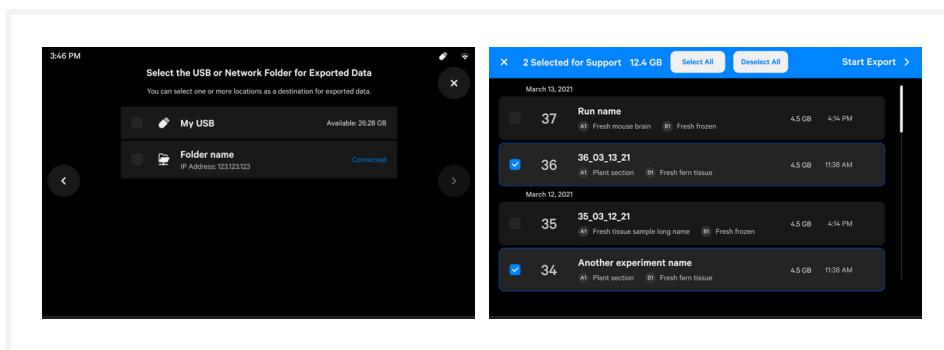 3:46 PM
Select the USB or Network Folder for Exported Data
You can select one or more locations as a destination for exported data.
My USB Available: 26.28 GB
Folder name
IP Address: 123.123.123 Connected
2 Selected for Support 12.4 GB Select All Deselect All Start Export
March 13, 2021
37 Run name 4.5 GB 4:14 PM
A1 Fresh mouse brain B1 Fresh frozen
36 36_03_13_21 4.5 GB 11:38 AM
A1 Plant section D1 Fresh fern tissue
March 12, 2021
35 35_03_12_21 4.5 GB 4:14 PM
A1 Fresh tissue sample long name B1 Fresh frozen
34 Another experiment name 4.5 GB 11:38 AM
A1 Plant section D1 Fresh fern tissue